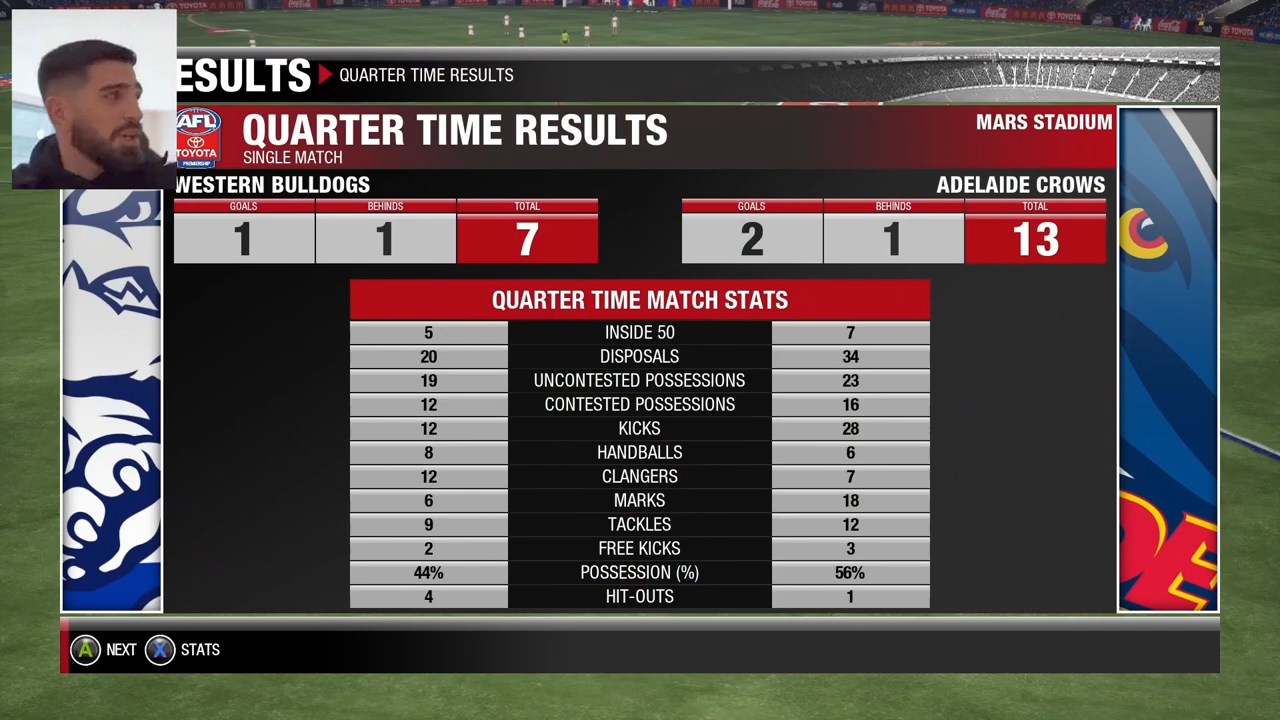 ESULTS QUARTER TIME RESULTS
AFL
TOYOTA
PREMIERSHIP
QUARTER TIME RESULTS
SINGLE MATCH
MARS STADIUM
WESTERN BULLDOGS
ADELAIDE CROWS
GOALS BEHINDS TOTAL GOALS BEHINDS TOTAL
1 1 7 2 1 13
QUARTER TIME MATCH STATS
5 INSIDE 50 7
20 DISPOSALS 34
19 UNCONTESTED POSSESSIONS 23
12 CONTESTED POSSESSIONS 16
12 KICKS 28
8 HANDBALLS 6
12 CLANGERS 7
6 MARKS 18
9 TACKLES 12
2 FREE KICKS 3
44% POSSESSION (%) 56%
4 HIT-OUTS 1
A NEXT X STATS